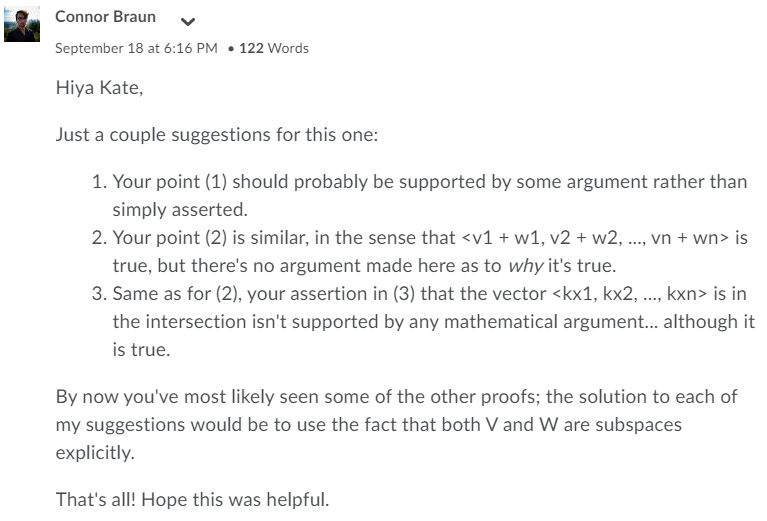 Connor Braun
September 18 at 6:16 PM • 122 Words
Hiya Kate,
Just a couple suggestions for this one:
1. Your point (1) should probably be supported by some argument rather than
simply asserted.
2. Your point (2) is similar, in the sense that <v1 + w1, v2 + w2, ..., vn + wn> is
true, but there's no argument made here as to why it's true.
3. Same as for (2), your assertion in (3) that the vector <kx1, kx2, ..., kxn> is in
the intersection isn't supported by any mathematical argument... although it
is true.
By now you've most likely seen some of the other proofs; the solution to each of
my suggestions would be to use the fact that both V and W are subspaces
explicitly.
That's all! Hope this was helpful.